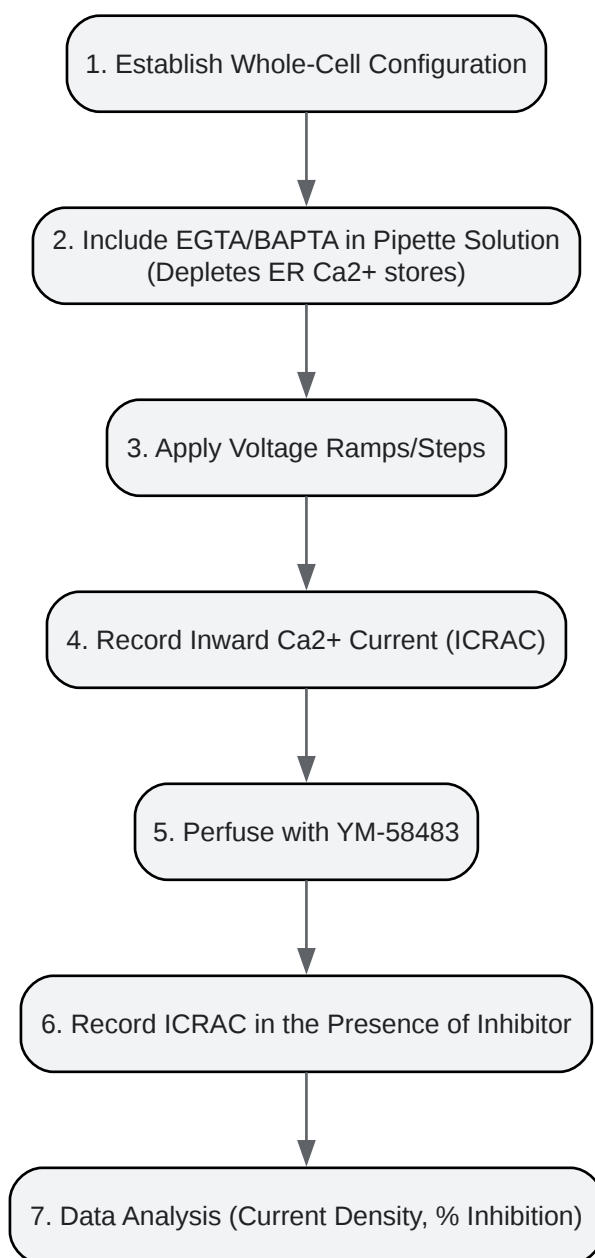 1. Establish Whole-Cell Configuration
2. Include EGTA/BAPTA in Pipette Solution
(Depletes ER Ca2+ stores)
3. Apply Voltage Ramps/Steps
4. Record Inward Ca2+ Current (ICRAC)
5. Perfuse with YM-58483
6. Record ICRAC in the Presence of Inhibitor
7. Data Analysis (Current Density, % Inhibition)